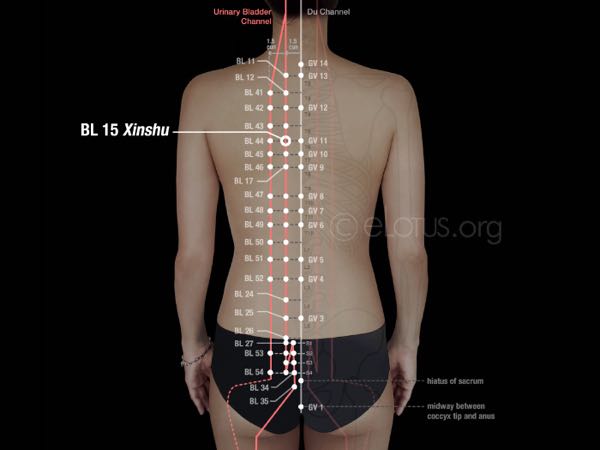 Urinary Bladder
Channel
Du Channel
1.5
cun
1.5
cun
BL 11
GV 14
GV 13
BL 12
BL 41
BL 42
GV 12
BL 43
BL 15 Xinshu
BL 44
GV 11
BL 45
GV 10
BL 46
GV 9
BL 17
BL 47
GV 8
BL 48
GV 7
BL 49
GV 6
© eLOTUS.org
BL 50
BL 51
GV 5
BL 52
GV 4
BL 24
BL 25
GV 3
BL 26
BL 27
S1
BL 53
S2
S3
BL 54
S4
hiatus of sacrum
BL 34
BL 35
GV 1
midway between
coccyx tip and anus